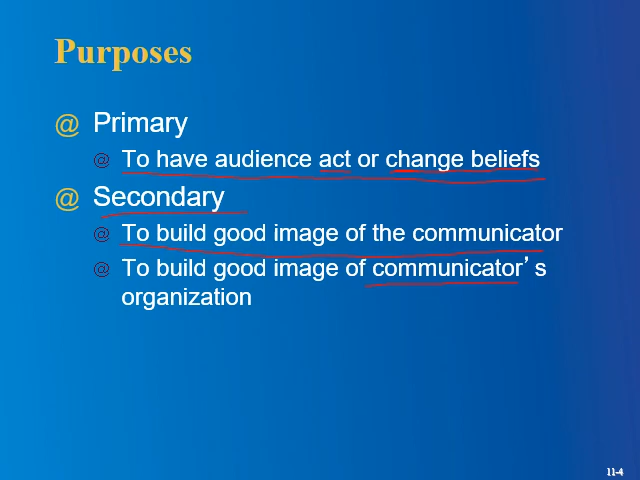 Purposes
@ Primary
@ To have audience act or change beliefs
@ Secondary
@ To build good image of the communicator
@ To build good image of communicator’s
organization
11-4